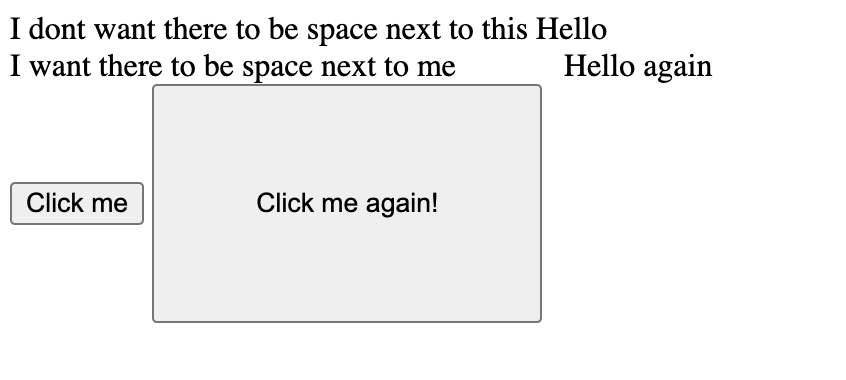 I dont want there to be space next to this Hello
I want there to be space next to me Hello again
Click me Click me again!